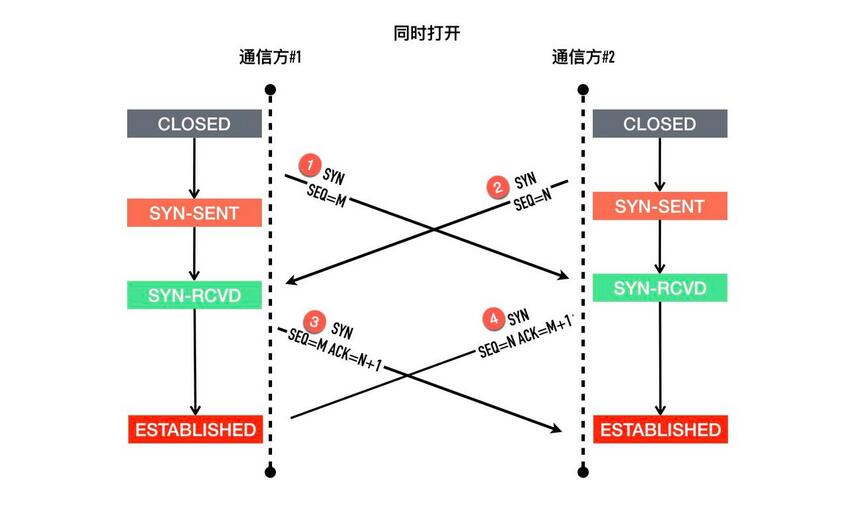 同时打开
通信方#1
通信方#2
CLOSED
CLOSED
1 SYN
SEQ=M
2 SYN
SEQ=N
SYN-SENT
SYN-SENT
SYN-RCVD
SYN-RCVD
3 SYN
SEQ=M ACK=N+1
4 SYN
SEQ=N ACK=M+1
ESTABLISHED
ESTABLISHED